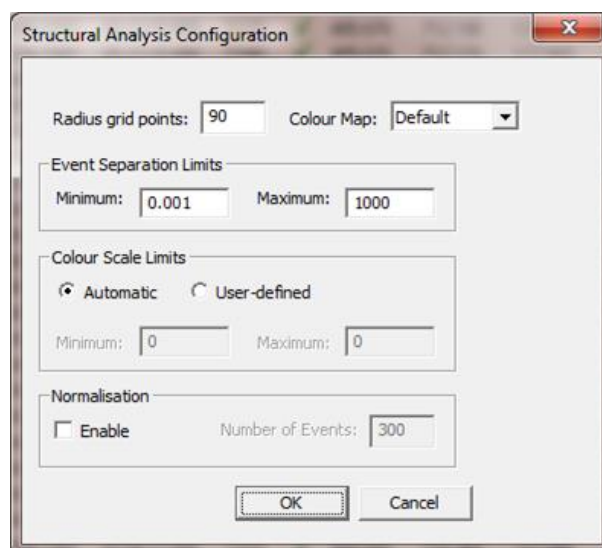 Structural Analysis Configuration
Radius grid points: 90 Colour Map: Default
Event Separation Limits
Minimum: 0.001 Maximum: 1000
Colour Scale Limits
Automatic User-defined
Minimum: 0 Maximum: 0
Normalisation
Enable Number of Events: 300
OK Cancel